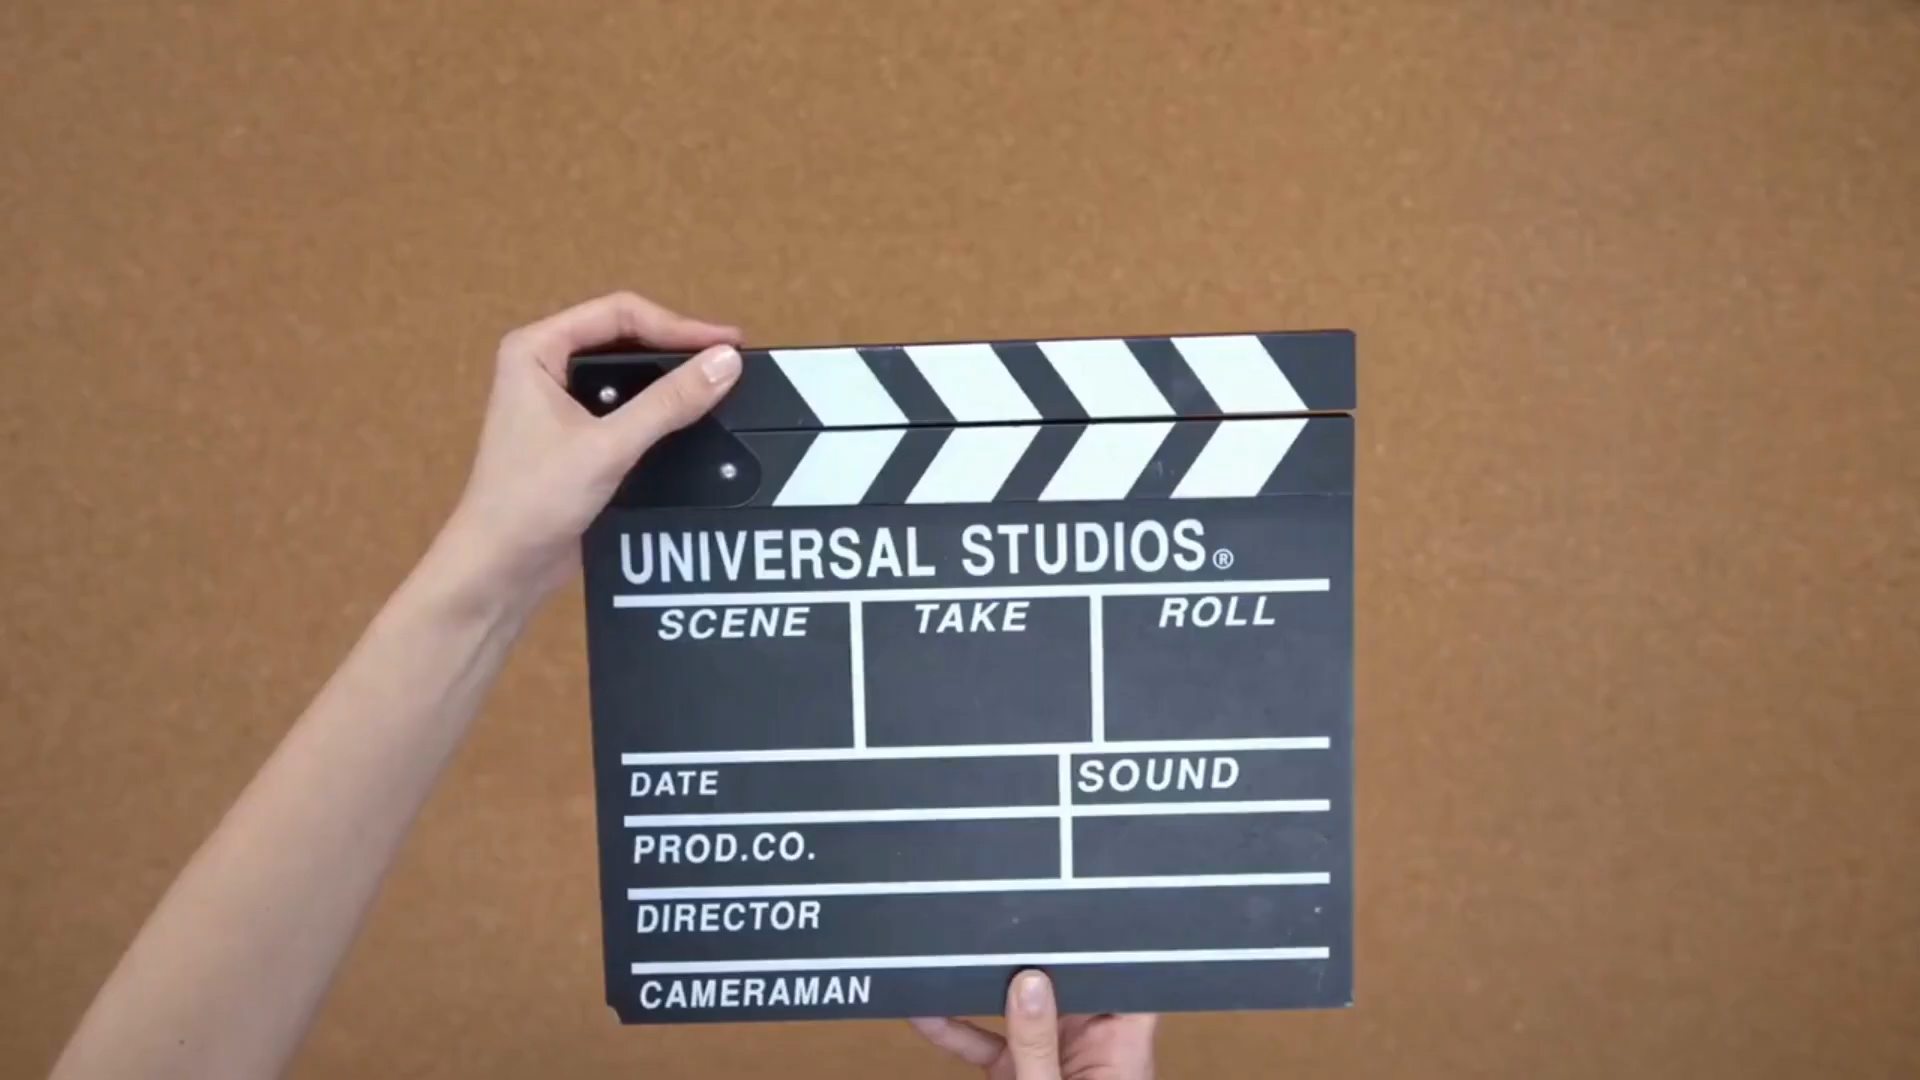 UNIVERSAL STUDIOS®
SCENE TAKE ROLL
DATE SOUND
PROD.CO.
DIRECTOR
CAMERAMAN